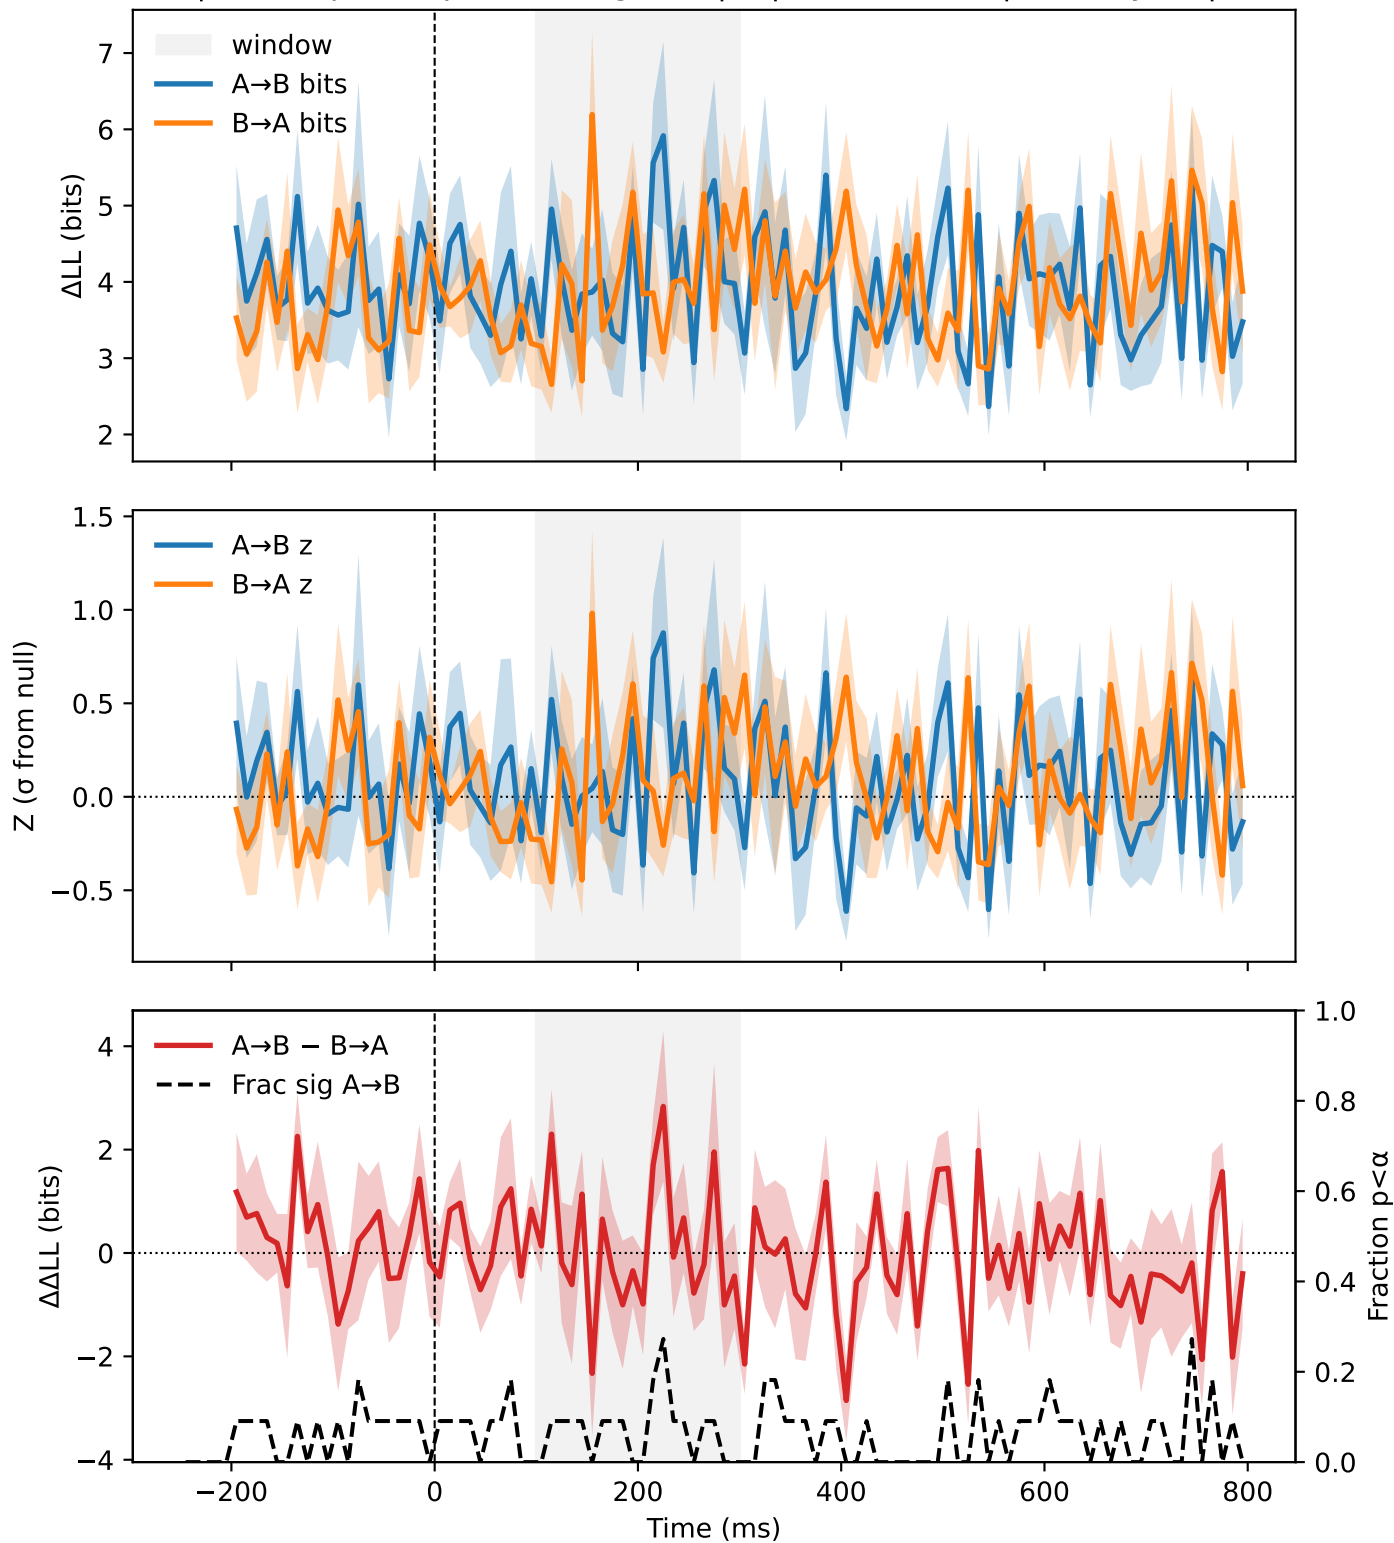 7
6
5
4
3
2
ΔLL (bits)
window
A→B bits
B→A bits
1.5
1.0
0.5
0.0
−0.5
Z (σ from null)
A→B z
B→A z
4
2
0
−2
−4
ΔΔLL (bits)
A→B − B→A
Frac sig A→B
1.0
0.8
0.6
0.4
0.2
0.0
Fraction p<α
−200 0 200 400 600 800
Time (ms)